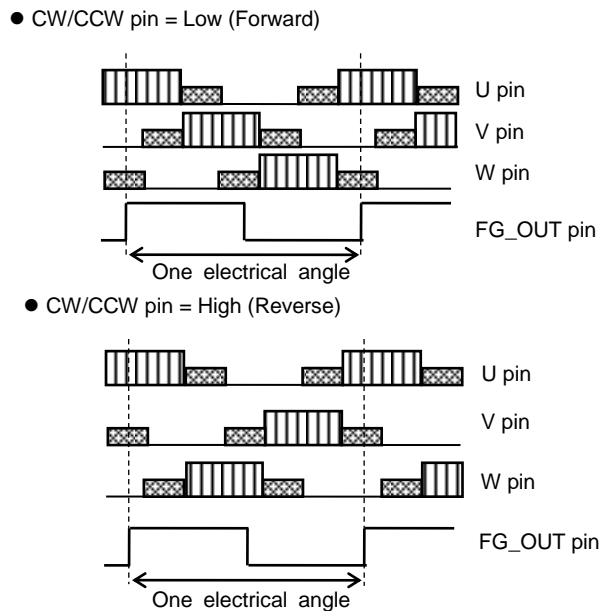 ● CW/CCW pin = Low (Forward)
U pin
V pin
W pin
FG_OUT pin
One electrical angle
● CW/CCW pin = High (Reverse)
U pin
V pin
W pin
FG_OUT pin
One electrical angle